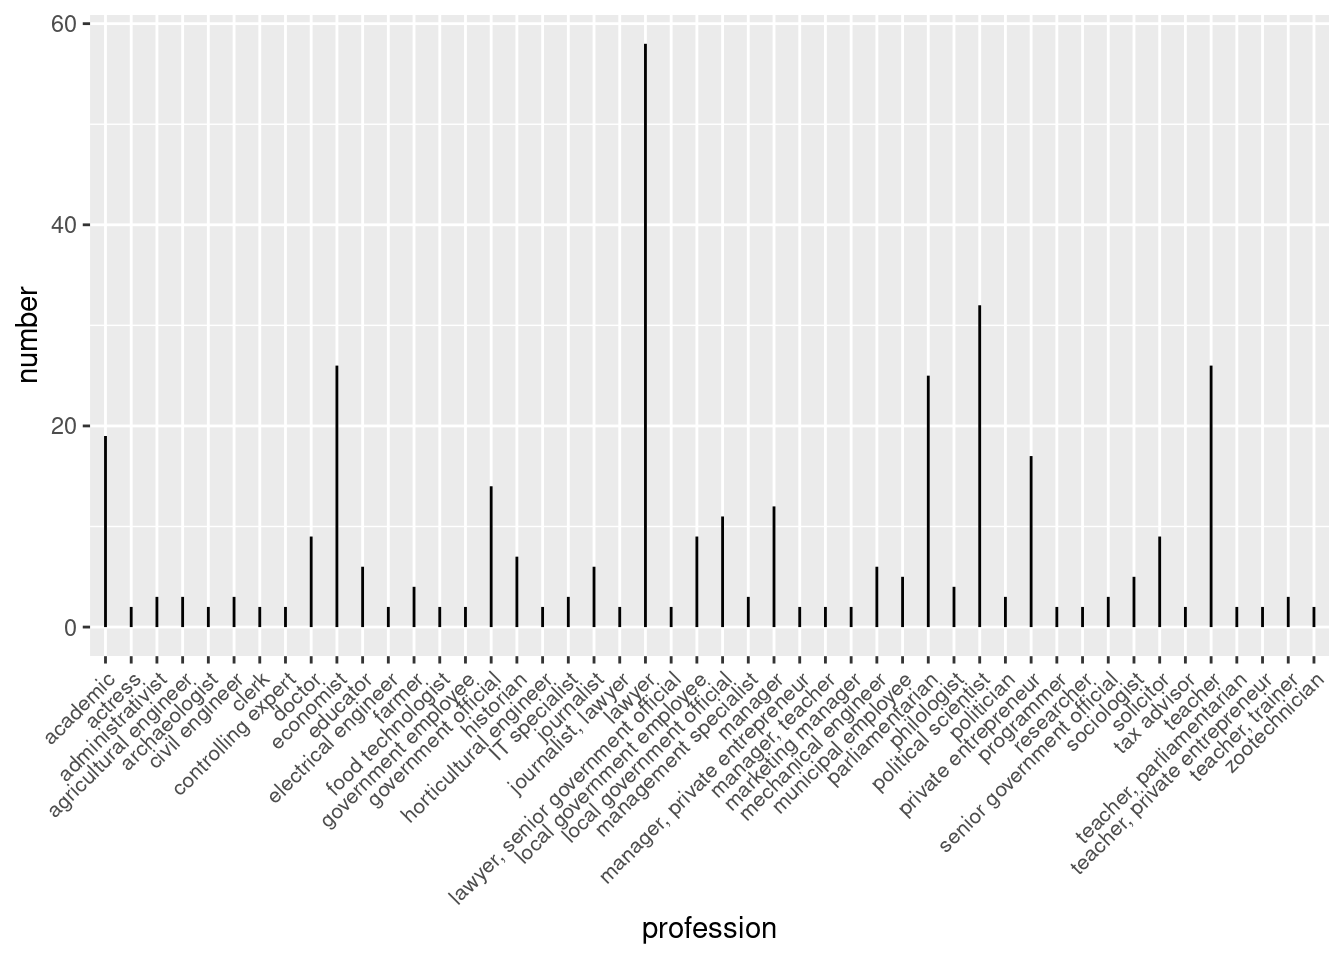 60
40
20
0
number
academic
actress
administrativist
agricultural engineer
archaeologist
civil engineer
clerk
controlling expert
doctor
economist
educator
electrical engineer
farmer
food technologist
government employee
government official
historian
horticultural engineer
IT specialist
journalist
journalist, lawyer
lawyer
lawyer, senior government official
local government employee
local government official
management specialist
manager
manager, private entrepreneur
manager, teacher
marketing manager
mechanical engineer
municipal employee
parliamentarian
philologist
political scientist
politician
private entrepreneur
programmer
researcher
senior government official
sociologist
solicitor
tax advisor
teacher
teacher, parliamentarian
teacher, private entrepreneur
teacher, trainer
zootechnician
profession